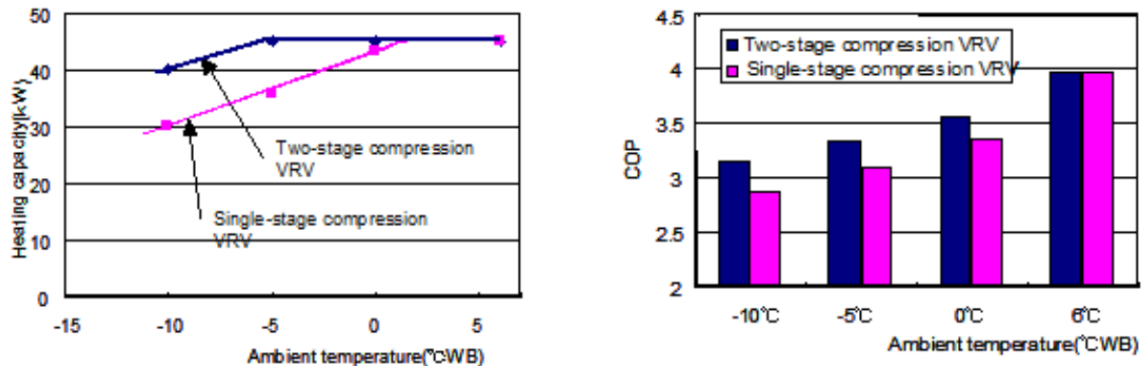 50
40
30
20
10
0
-15
-10
-5
0
5
Heating capacity(kW)
Ambient temperature(°CWB)
Two-stage compression
VRV
Single-stage compression
VRV
4.5
4
3.5
3
2.5
2
COP
Two-stage compression VRV
Single-stage compression VRV
-10°C
-5°C
0°C
6°C
Ambient temperature(°CWB)